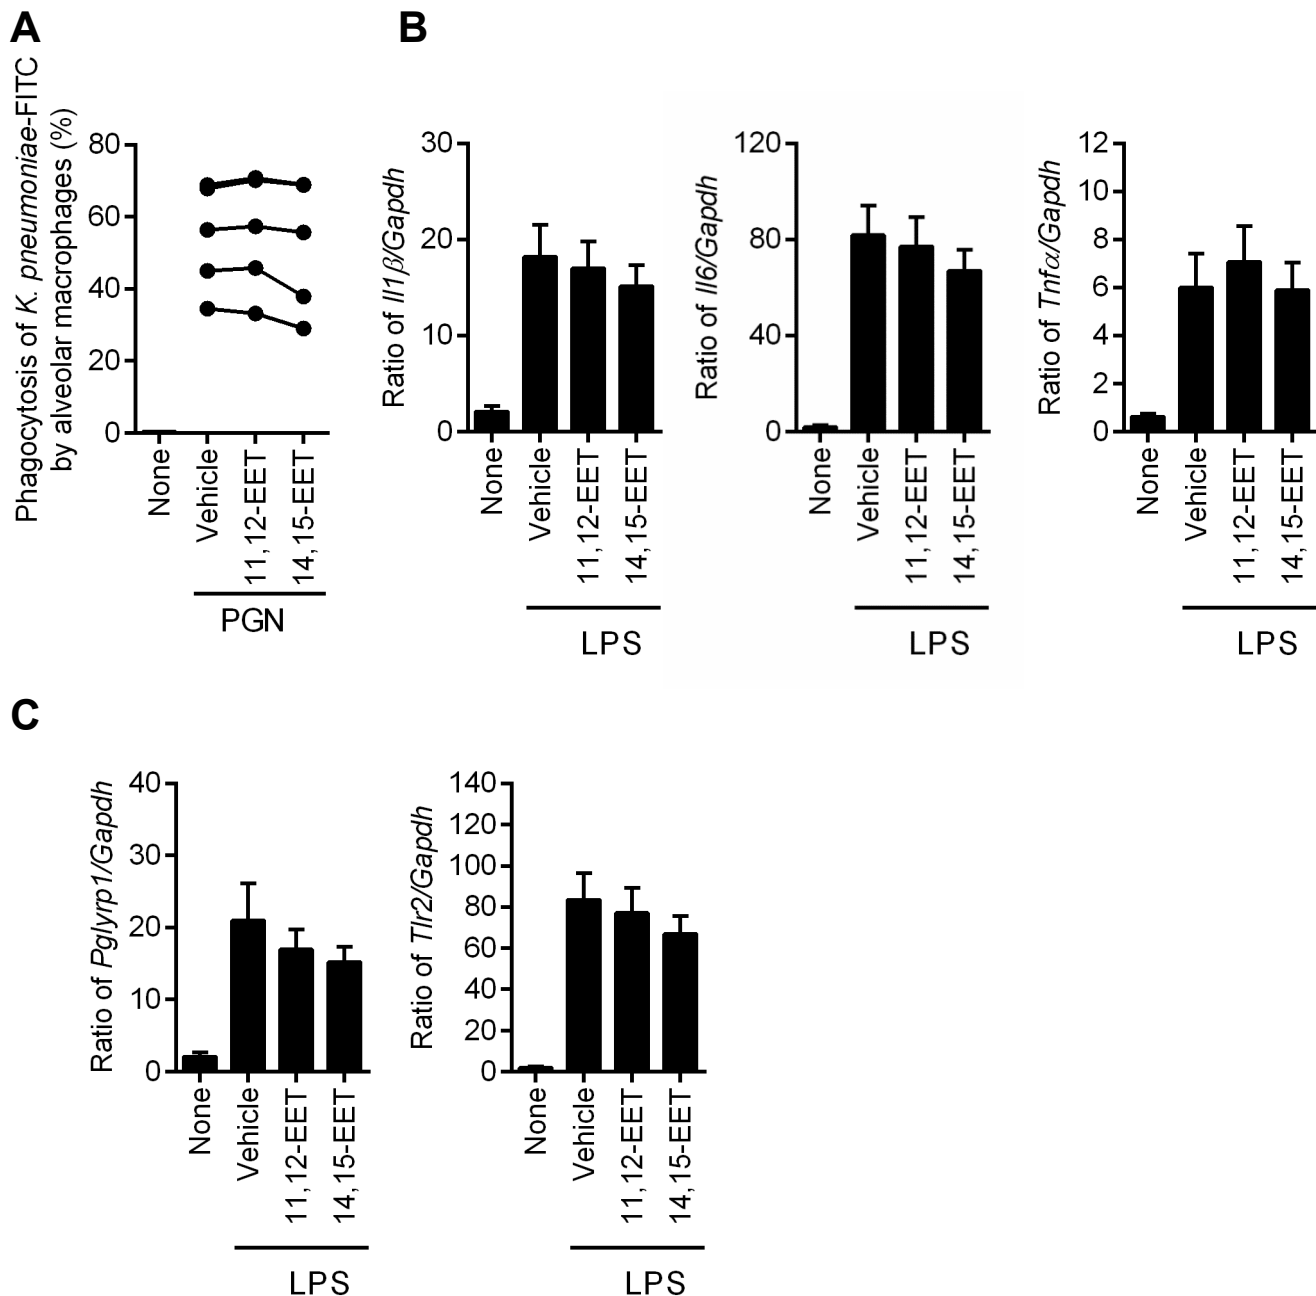 A
Phagocytosis of K. pneumoniae-FITC
by alveolar macrophages (%)
80
60
40
20
0
None
Vehicle
11,12-EET
14,15-EET
PGN
B
Ratio of Il1β/Gapdh
30
20
10
0
None
Vehicle
11,12-EET
14,15-EET
LPS
Ratio of Il6/Gapdh
120
80
40
0
None
Vehicle
11,12-EET
14,15-EET
LPS
Ratio of Tnfα/Gapdh
12
10
8
6
4
2
0
None
Vehicle
11,12-EET
14,15-EET
LPS
C
Ratio of Pglyrp1/Gapdh
40
30
20
10
0
None
Vehicle
11,12-EET
14,15-EET
LPS
Ratio of Tlr2/Gapdh
140
120
100
80
60
40
20
0
None
Vehicle
11,12-EET
14,15-EET
LPS